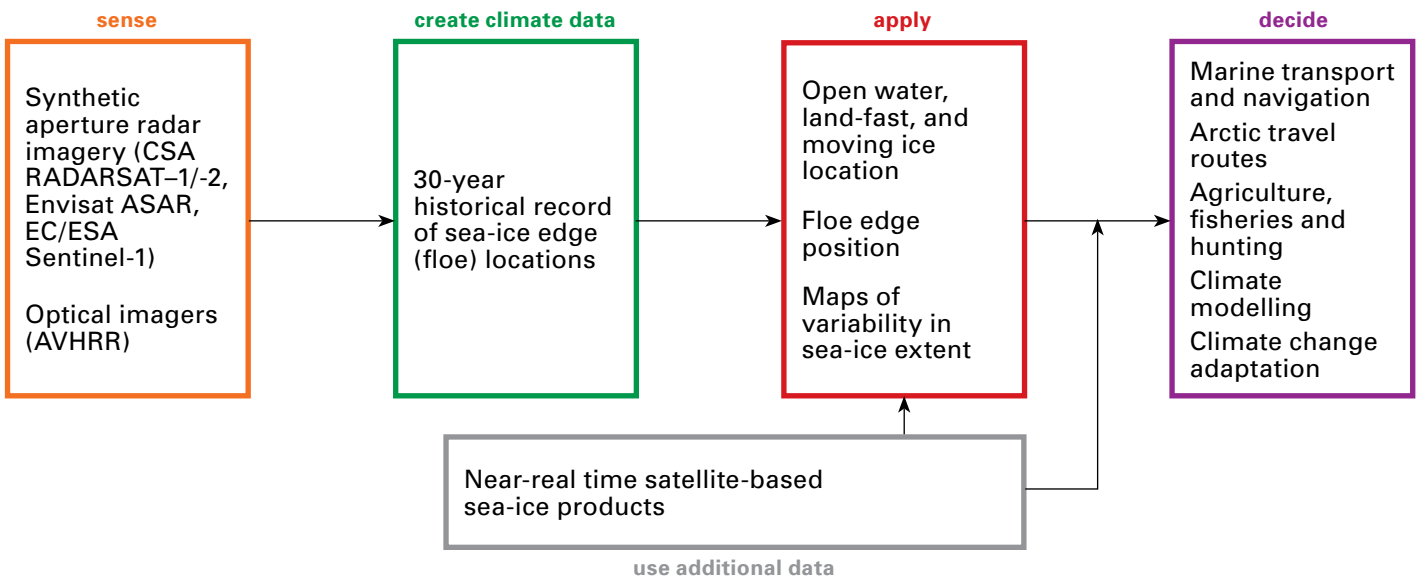 sense
Synthetic
aperture radar
imagery (CSA
RADARSAT–1/-2,
Envisat ASAR,
EC/ESA
Sentinel-1)
Optical imagers
(AVHRR)
create climate data
30-year
historical record
of sea-ice edge
(floe) locations
apply
Open water,
land-fast, and
moving ice
location
Floe edge
position
Maps of
variability in
sea-ice extent
decide
Marine transport
and navigation
Arctic travel
routes
Agriculture,
fisheries and
hunting
Climate
modelling
Climate change
adaptation
Near-real time satellite-based
sea-ice products
use additional data